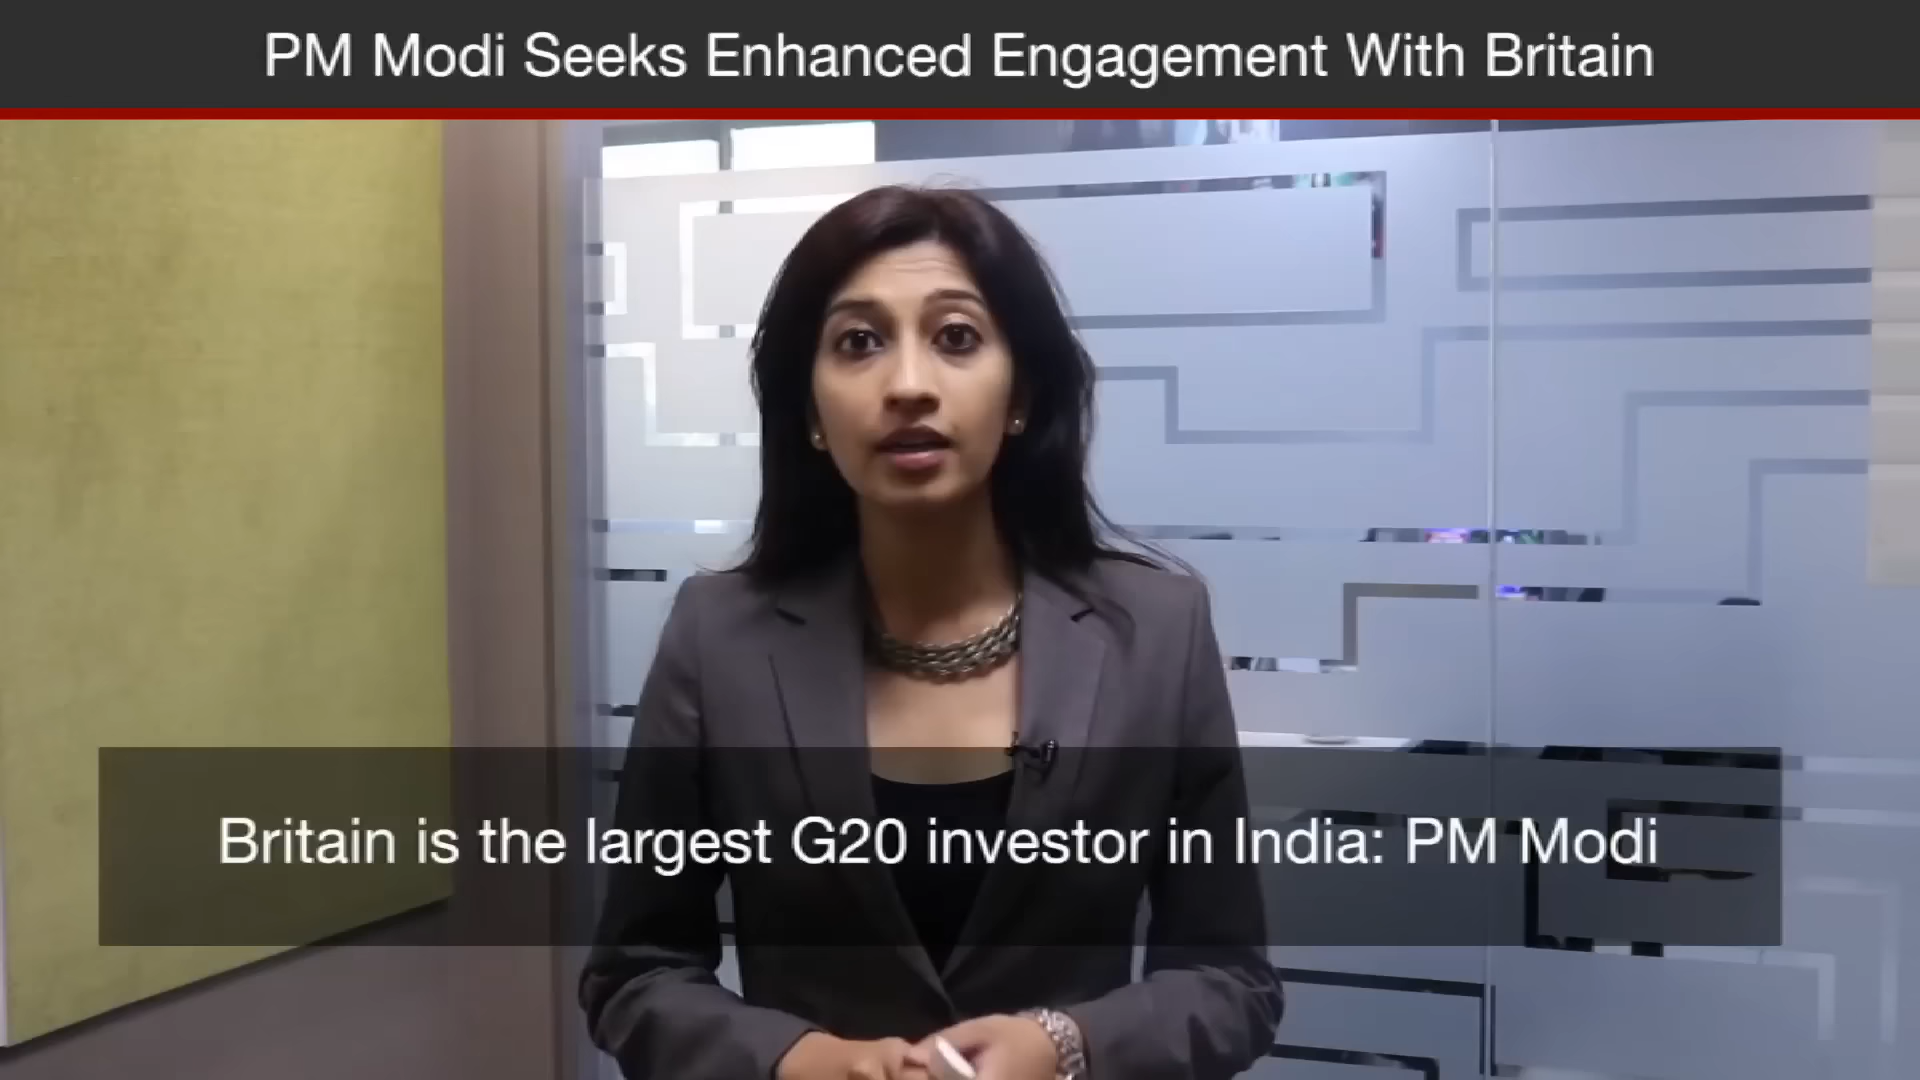 PM Modi Seeks Enhanced Engagement With Britain
Britain is the largest G20 investor in India: PM Modi